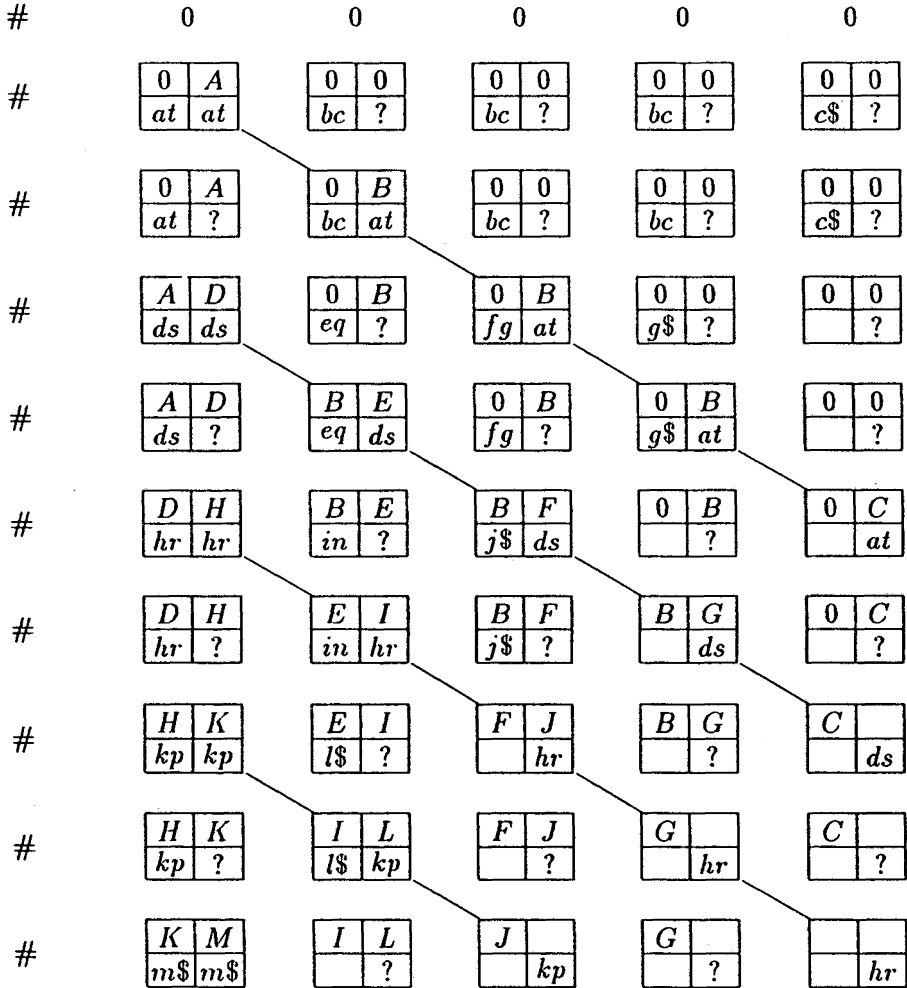 # 0 0 0 0 0
0 A 0 0 0 0 0 0 0 0
# at at bc ? bc ? bc ? c$ ?
0 A 0 B 0 0 0 0 0 0
# at ? bc at bc ? bc ? c$ ?
A D 0 B 0 B 0 0 0 0
# ds ds eq ? fg at g$ ? ?
A D B E 0 B 0 B 0 0
# ds ? eq ds fg ? g$ at ?
D H B E B F 0 B 0 C
# hr hr in ? j$ ds ? at
D H E I B F B G 0 C
# hr ? in hr j$ ? ds ?
H K E I F J B G C
# kp kp l$ ? hr ? ds
H K I L F J G C
# kp ? l$ kp ? hr ?
K M I L J G
# m$ m$ ? kp ? hr